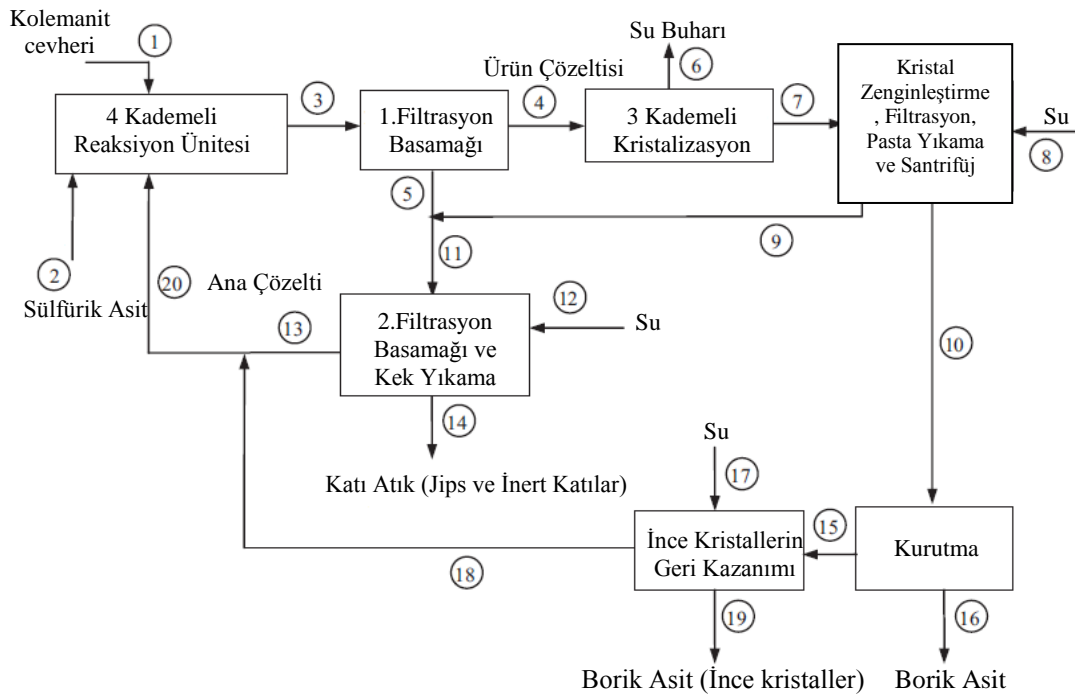 Kolemanit
cevheri
1
4 Kademeli
Reaksiyon Ünitesi
2
Sülfürik Asit
3
1.Filtrasyon
Basamağı
Ürün Çözeltisi
4
5
Su Buharı
6
3 Kademeli
Kristalizasyon
7
Kristal
Zenginleştirme
, Filtrasyon,
Pasta Yıkama
ve Santrifüj
Su
8
9
10
11
20
Ana Çözelti
13
2.Filtrasyon
Basamağı ve
Kek Yıkama
12
Su
14
Katı Atık (Jips ve İnert Katılar)
Su
17
18
İnce Kristallerin
Geri Kazanımı
15
Kurutma
19
16
Borik Asit (İnce kristaller)
Borik Asit